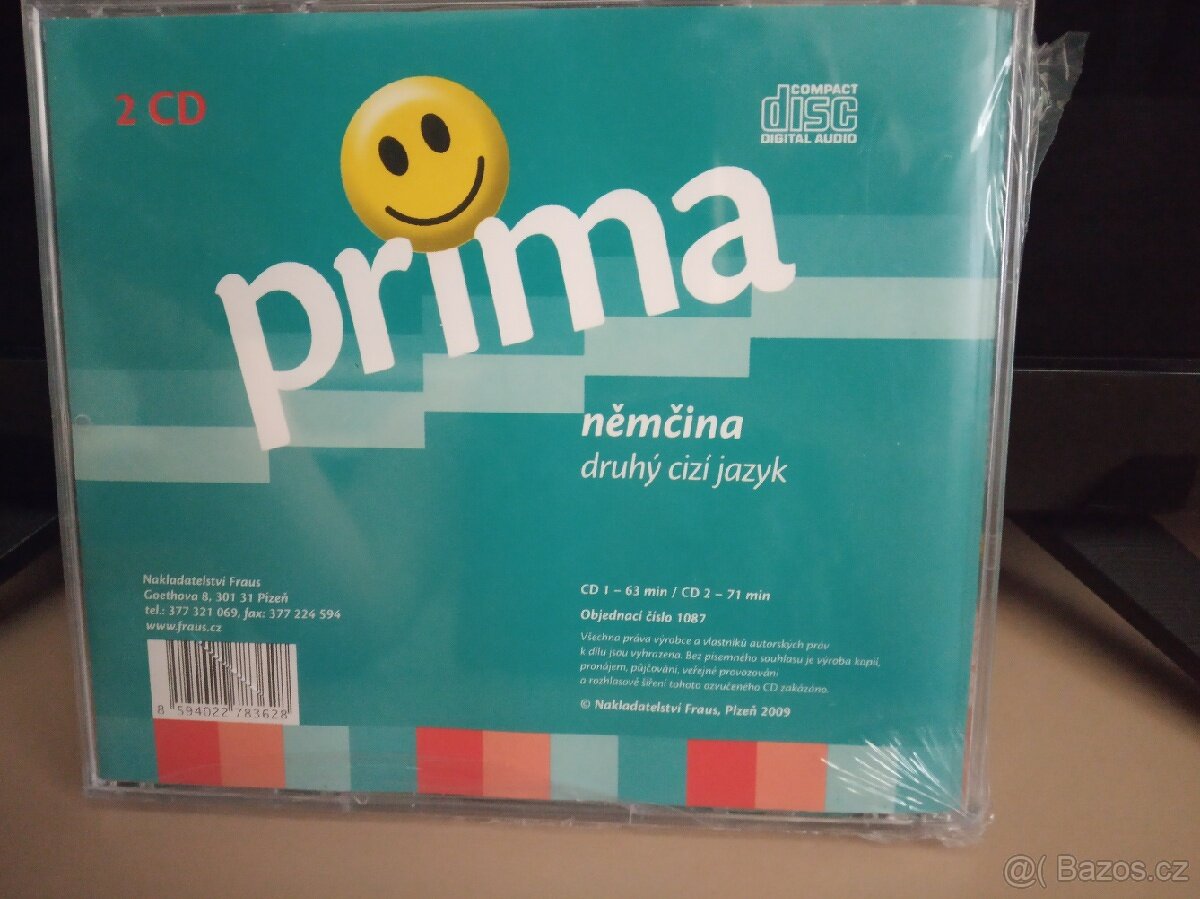 2 CD
COMPACT
disc
DIGITAL AUDIO
prima
němčina
druhý cizí jazyk
Nakladatelství Fraus
Goethova 8, 301 31 Plzeň
tel.: 377 321 069, fax: 377 224 594
www.fraus.cz
8 594022 783628
CD 1 – 63 min / CD 2 – 71 min
Objednací číslo 1087
Všechna práva výrobce a vlastníků autorských práv
k dílu jsou vyhrazena. Bez písemného souhlasu je výroba kopií,
pronájem, půjčování, veřejné provozování
a rozhlasové šíření tohoto ozvučeného CD zakázáno.
© Nakladatelství Fraus, Plzeň 2009
@( Bazos.cz